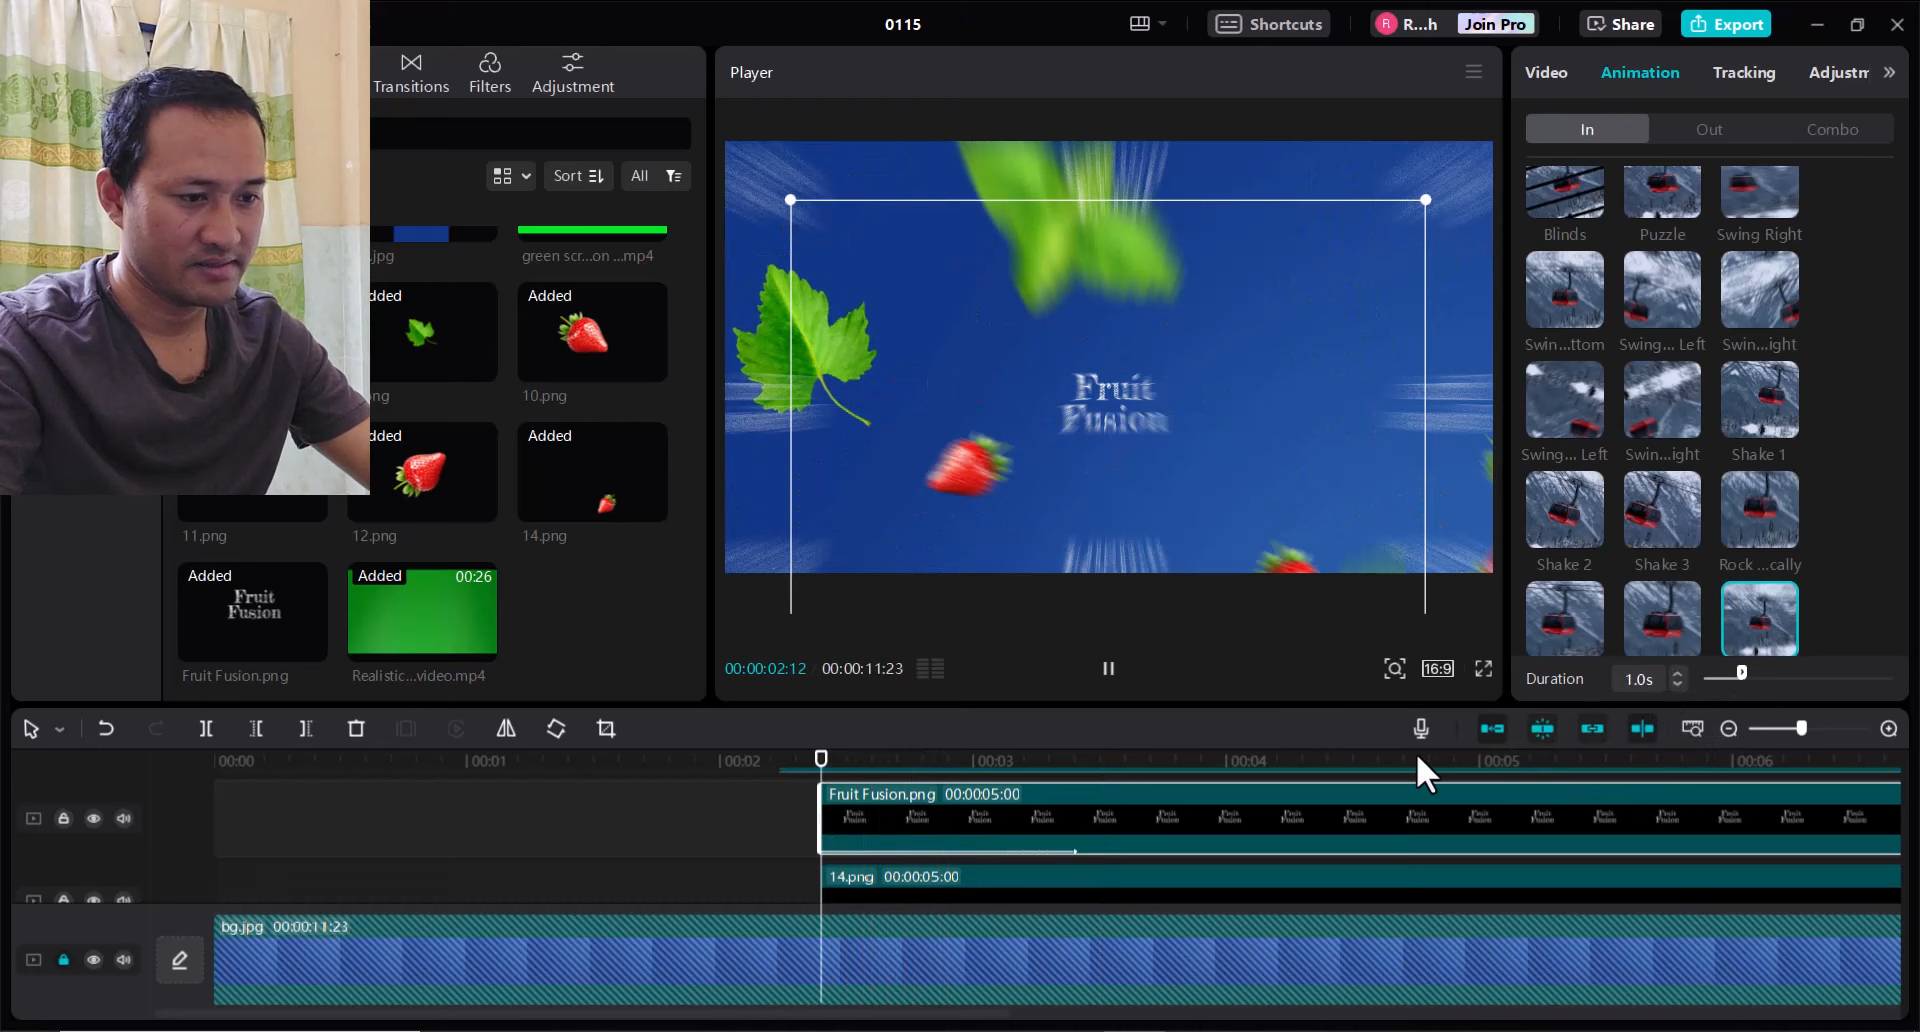 0115
Shortcuts
R
R...h
Join Pro
Share
Export
Transitions
Filters
Adjustment
Player
Video
Animation
Tracking
Adjustm
In
Out
Combo
Sort
All
.jpg
green scr...on ...mp4
Blinds
Puzzle
Swing Right
dded
Added
Swin...ttom
Swing... Left
Swin...ight
ng
10.png
Fruit
Fusion
dded
Added
Swing... Left
Swin...ight
Shake 1
11.png
12.png
14.png
Shake 2
Shake 3
Rock ...cally
Added
Fruit
Fusion
Added
00:26
Fruit Fusion.png
Realistic...video.mp4
00:00:02:12 / 00:00:11:23
16:9
Duration
1.0s
00:00
00:01
00:02
00:03
00:04
00:05
00:06
Fruit Fusion.png 00:00:05:00
14.png 00:00:05:00
bg.jpg 00:00:11:23